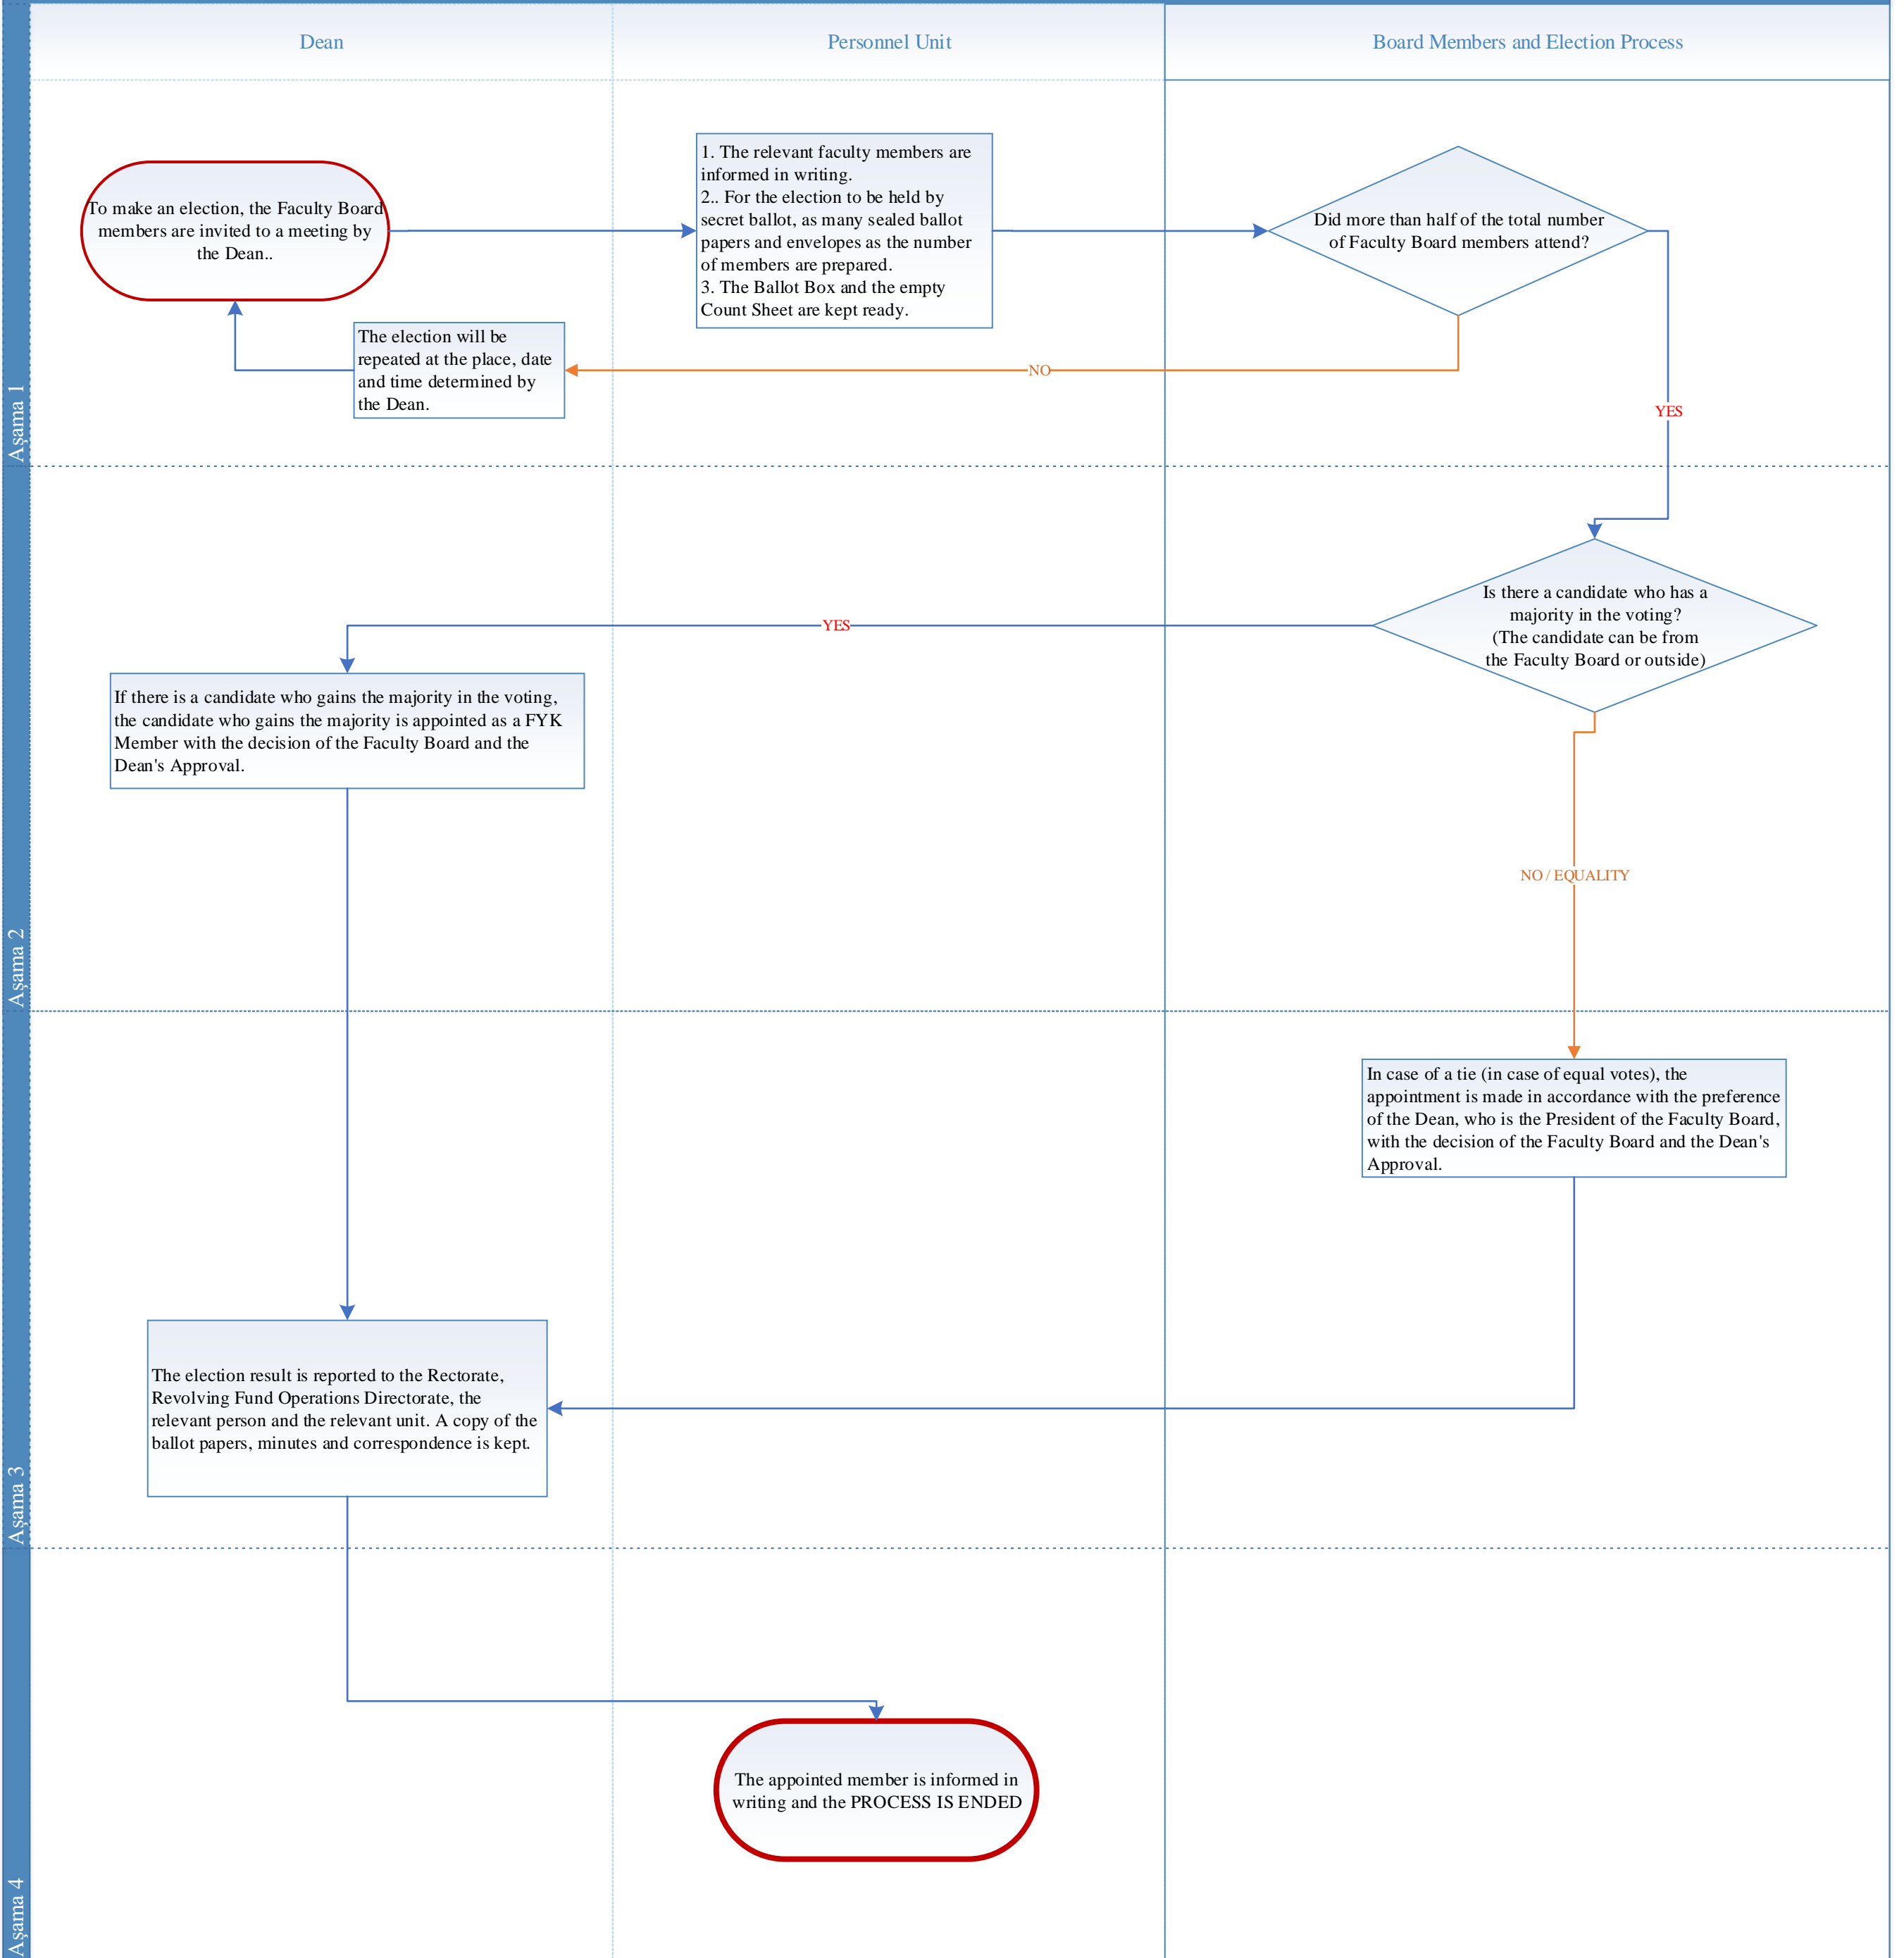 Dean
Personnel Unit
Board Members and Election Process
Aşama 1
To make an election, the Faculty Board
members are invited to a meeting by
the Dean..
1. The relevant faculty members are
informed in writing.
2.. For the election to be held by
secret ballot, as many sealed ballot
papers and envelopes as the number
of members are prepared.
3. The Ballot Box and the empty
Count Sheet are kept ready.
Did more than half of the total number
of Faculty Board members attend?
The election will be
repeated at the place, date
and time determined by
the Dean.
NO
YES
Aşama 2
Is there a candidate who has a
majority in the voting?
(The candidate can be from
the Faculty Board or outside)
YES
If there is a candidate who gains the majority in the voting,
the candidate who gains the majority is appointed as a FYK
Member with the decision of the Faculty Board and the
Dean's Approval.
NO / EQUALITY
Aşama 3
In case of a tie (in case of equal votes), the
appointment is made in accordance with the preference
of the Dean, who is the President of the Faculty Board,
with the decision of the Faculty Board and the Dean's
Approval.
The election result is reported to the Rectorate,
Revolving Fund Operations Directorate, the
relevant person and the relevant unit. A copy of the
ballot papers, minutes and correspondence is kept.
Aşama 4
The appointed member is informed in
writing and the PROCESS IS ENDED